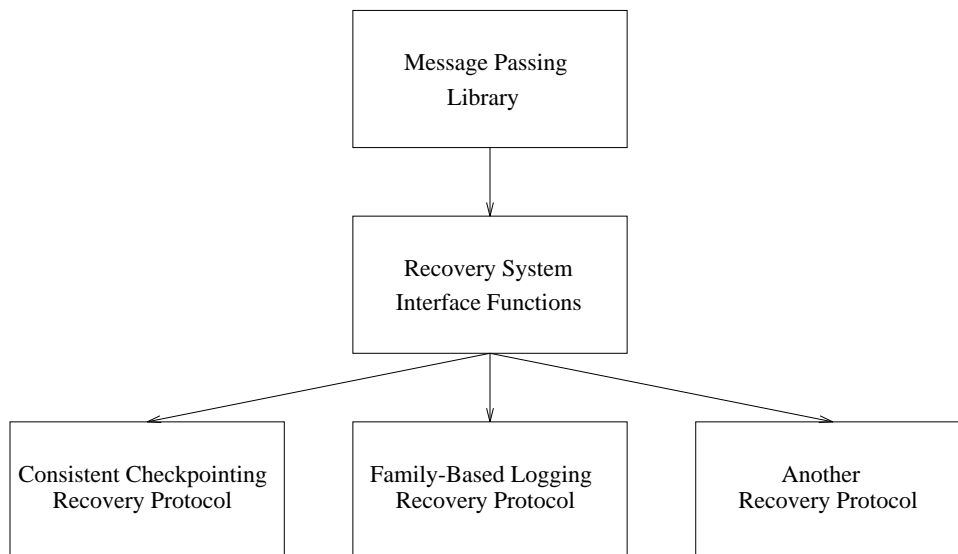 Message Passing
Library
Recovery System
Interface Functions
Consistent Checkpointing
Recovery Protocol
Family-Based Logging
Recovery Protocol
Another
Recovery Protocol